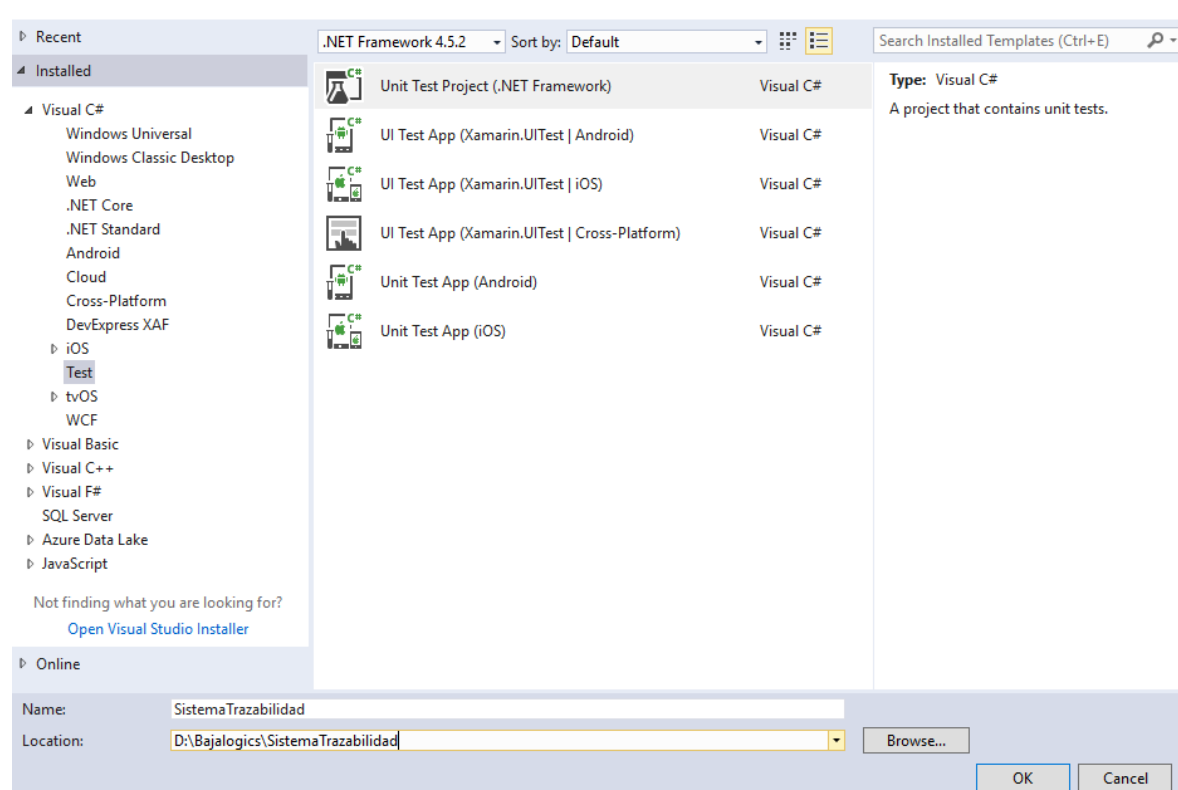 Recent
Installed
Visual C#
Windows Universal
Windows Classic Desktop
Web
.NET Core
.NET Standard
Android
Cloud
Cross-Platform
DevExpress XAF
iOS
Test
tvOS
WCF
Visual Basic
Visual C++
Visual F#
SQL Server
Azure Data Lake
JavaScript
Not finding what you are looking for?
Open Visual Studio Installer
Online
.NET Framework 4.5.2 Sort by: Default
Unit Test Project (.NET Framework) Visual C#
UI Test App (Xamarin.UITest | Android) Visual C#
UI Test App (Xamarin.UITest | iOS) Visual C#
UI Test App (Xamarin.UITest | Cross-Platform) Visual C#
Unit Test App (Android) Visual C#
Unit Test App (iOS) Visual C#
Search Installed Templates (Ctrl+E)
Type: Visual C#
A project that contains unit tests.
Name: SistemaTrazabilidad
Location: D:\Bajalogics\SistemaTrazabilidad
Browse...
OK Cancel